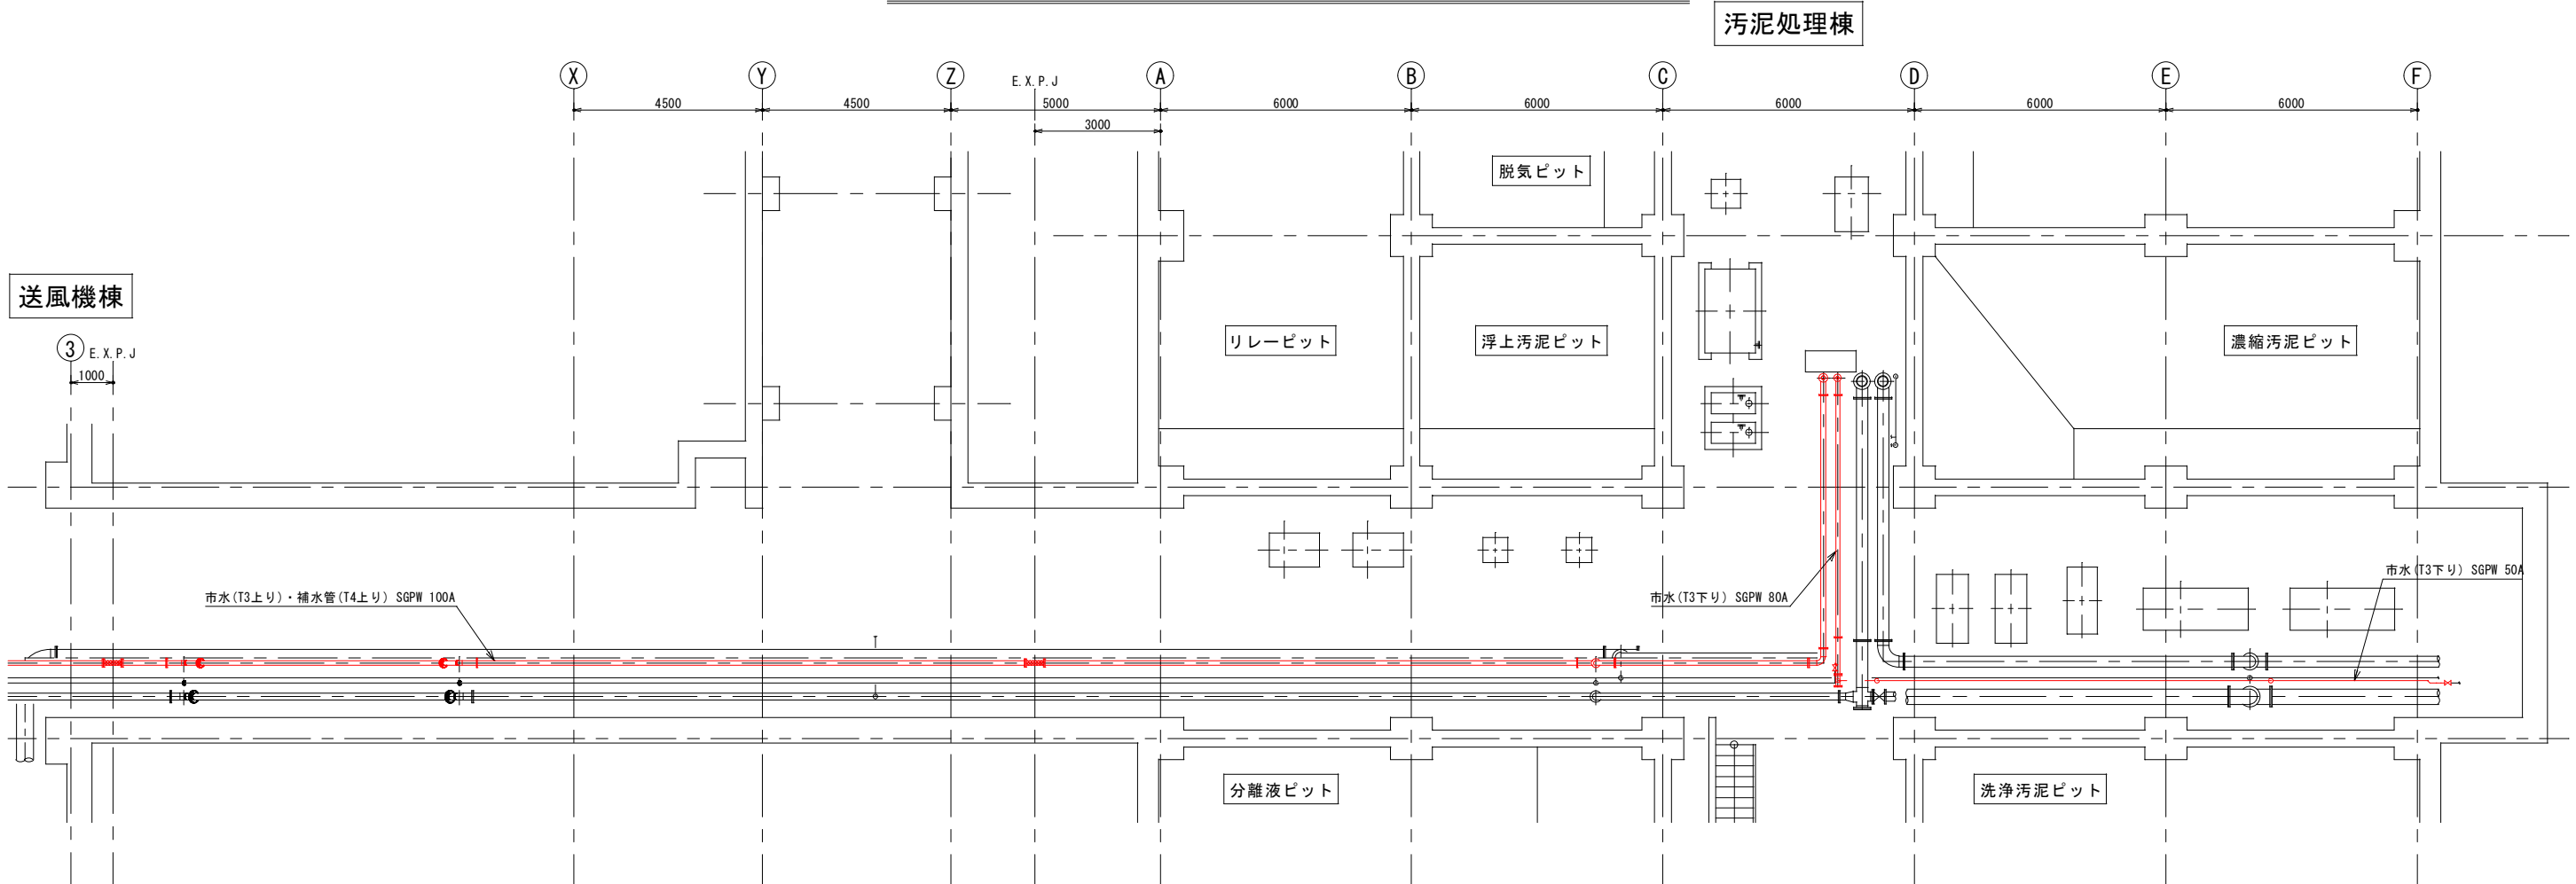 汚泥処理棟
X Y Z E.X.P.J A B C D E F
4500 4500 5000 6000 6000 6000 6000 6000
3000
脱気ピット
送風機棟
3 E.X.P.J
1000
リレーピット 浮上汚泥ピット 濃縮汚泥ピット
市水(T3上り)・補水管(T4上り) SGPW 100A
市水(T3下り) SGPW 80A
市水(T3下り) SGPW 50A
分離液ピット 洗浄汚泥ピット